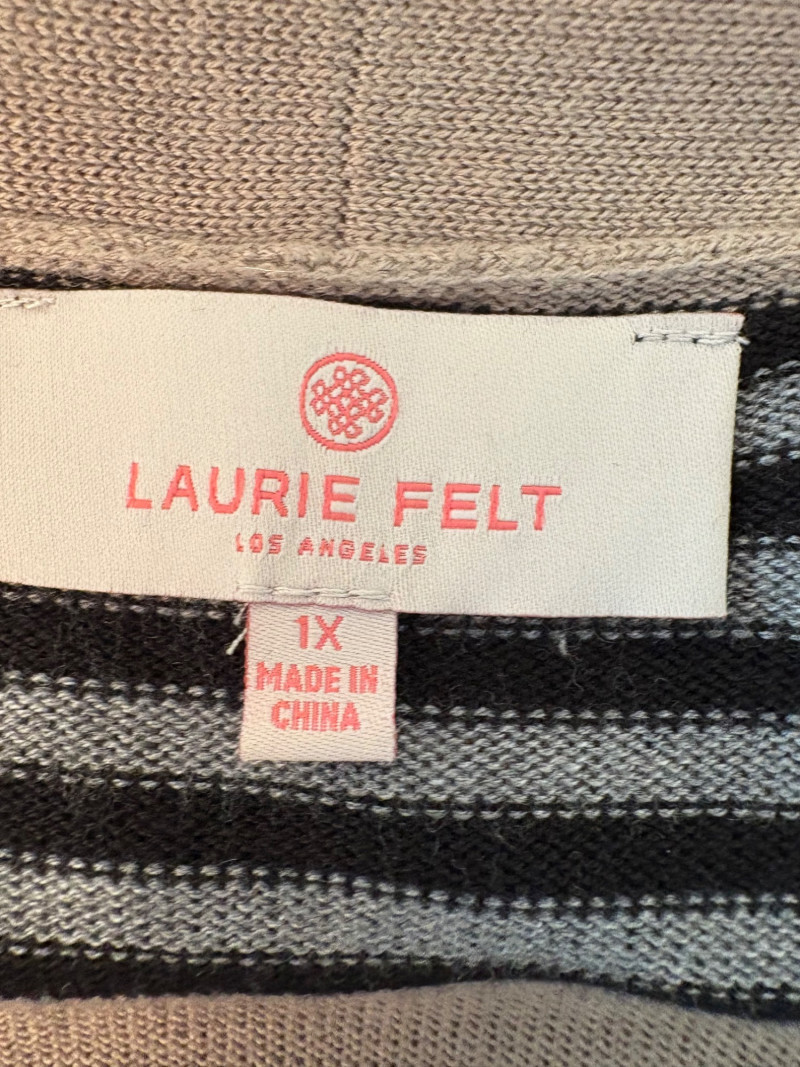 LAURIE FELT
LOS ANGELES
1X
MADE IN
CHINA